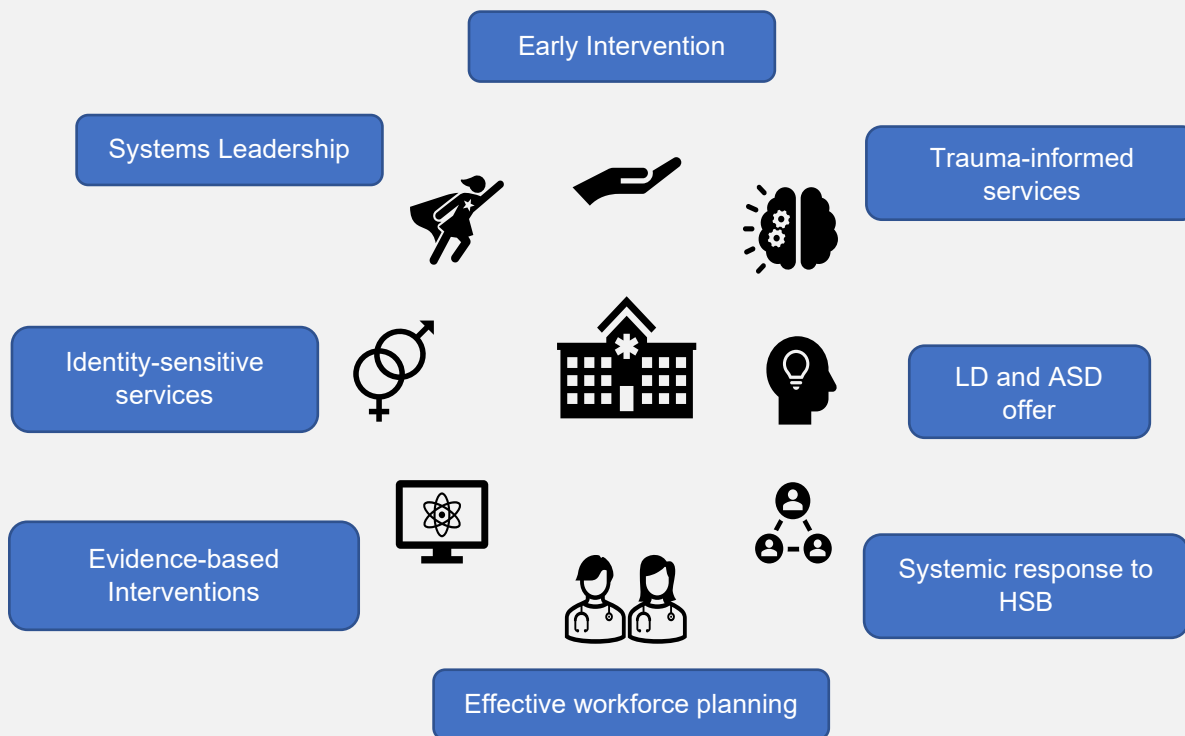 Early Intervention
Systems Leadership
Trauma-informed
services
Identity-sensitive
services
LD and ASD
offer
Evidence-based
Interventions
Systemic response to
HSB
Effective workforce planning